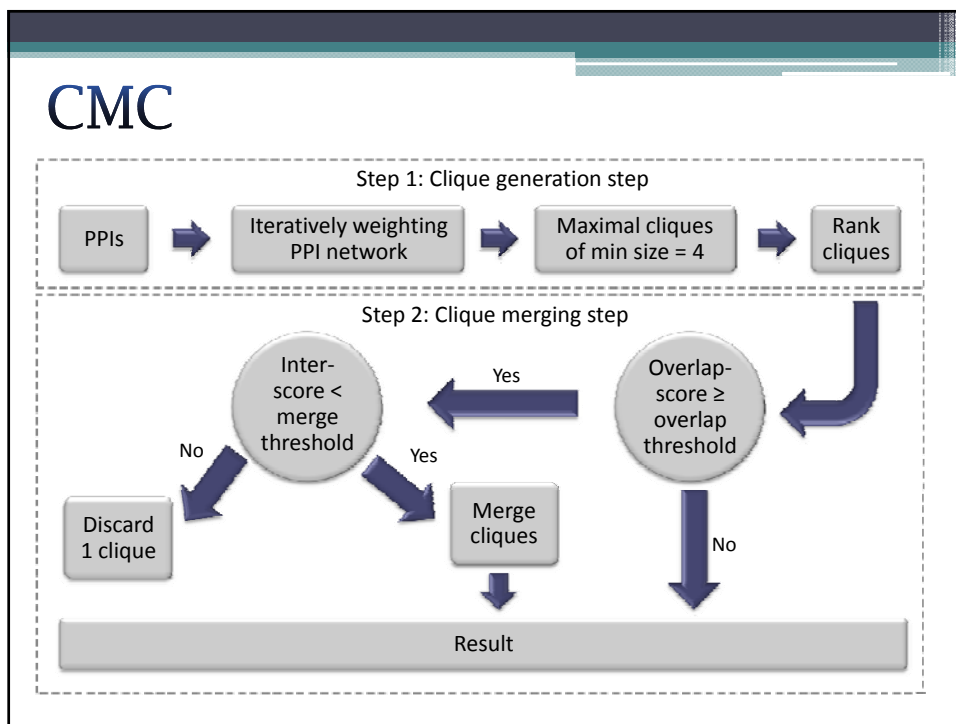 CMC
Step 1: Clique generation step
PPIs
Iteratively weighting
PPI network
Maximal cliques
of min size = 4
Rank
cliques
Step 2: Clique merging step
Overlap-
score ≥
overlap
threshold
Yes
Inter-
score <
merge
threshold
No
Yes
Discard
1 clique
Merge
cliques
No
Result